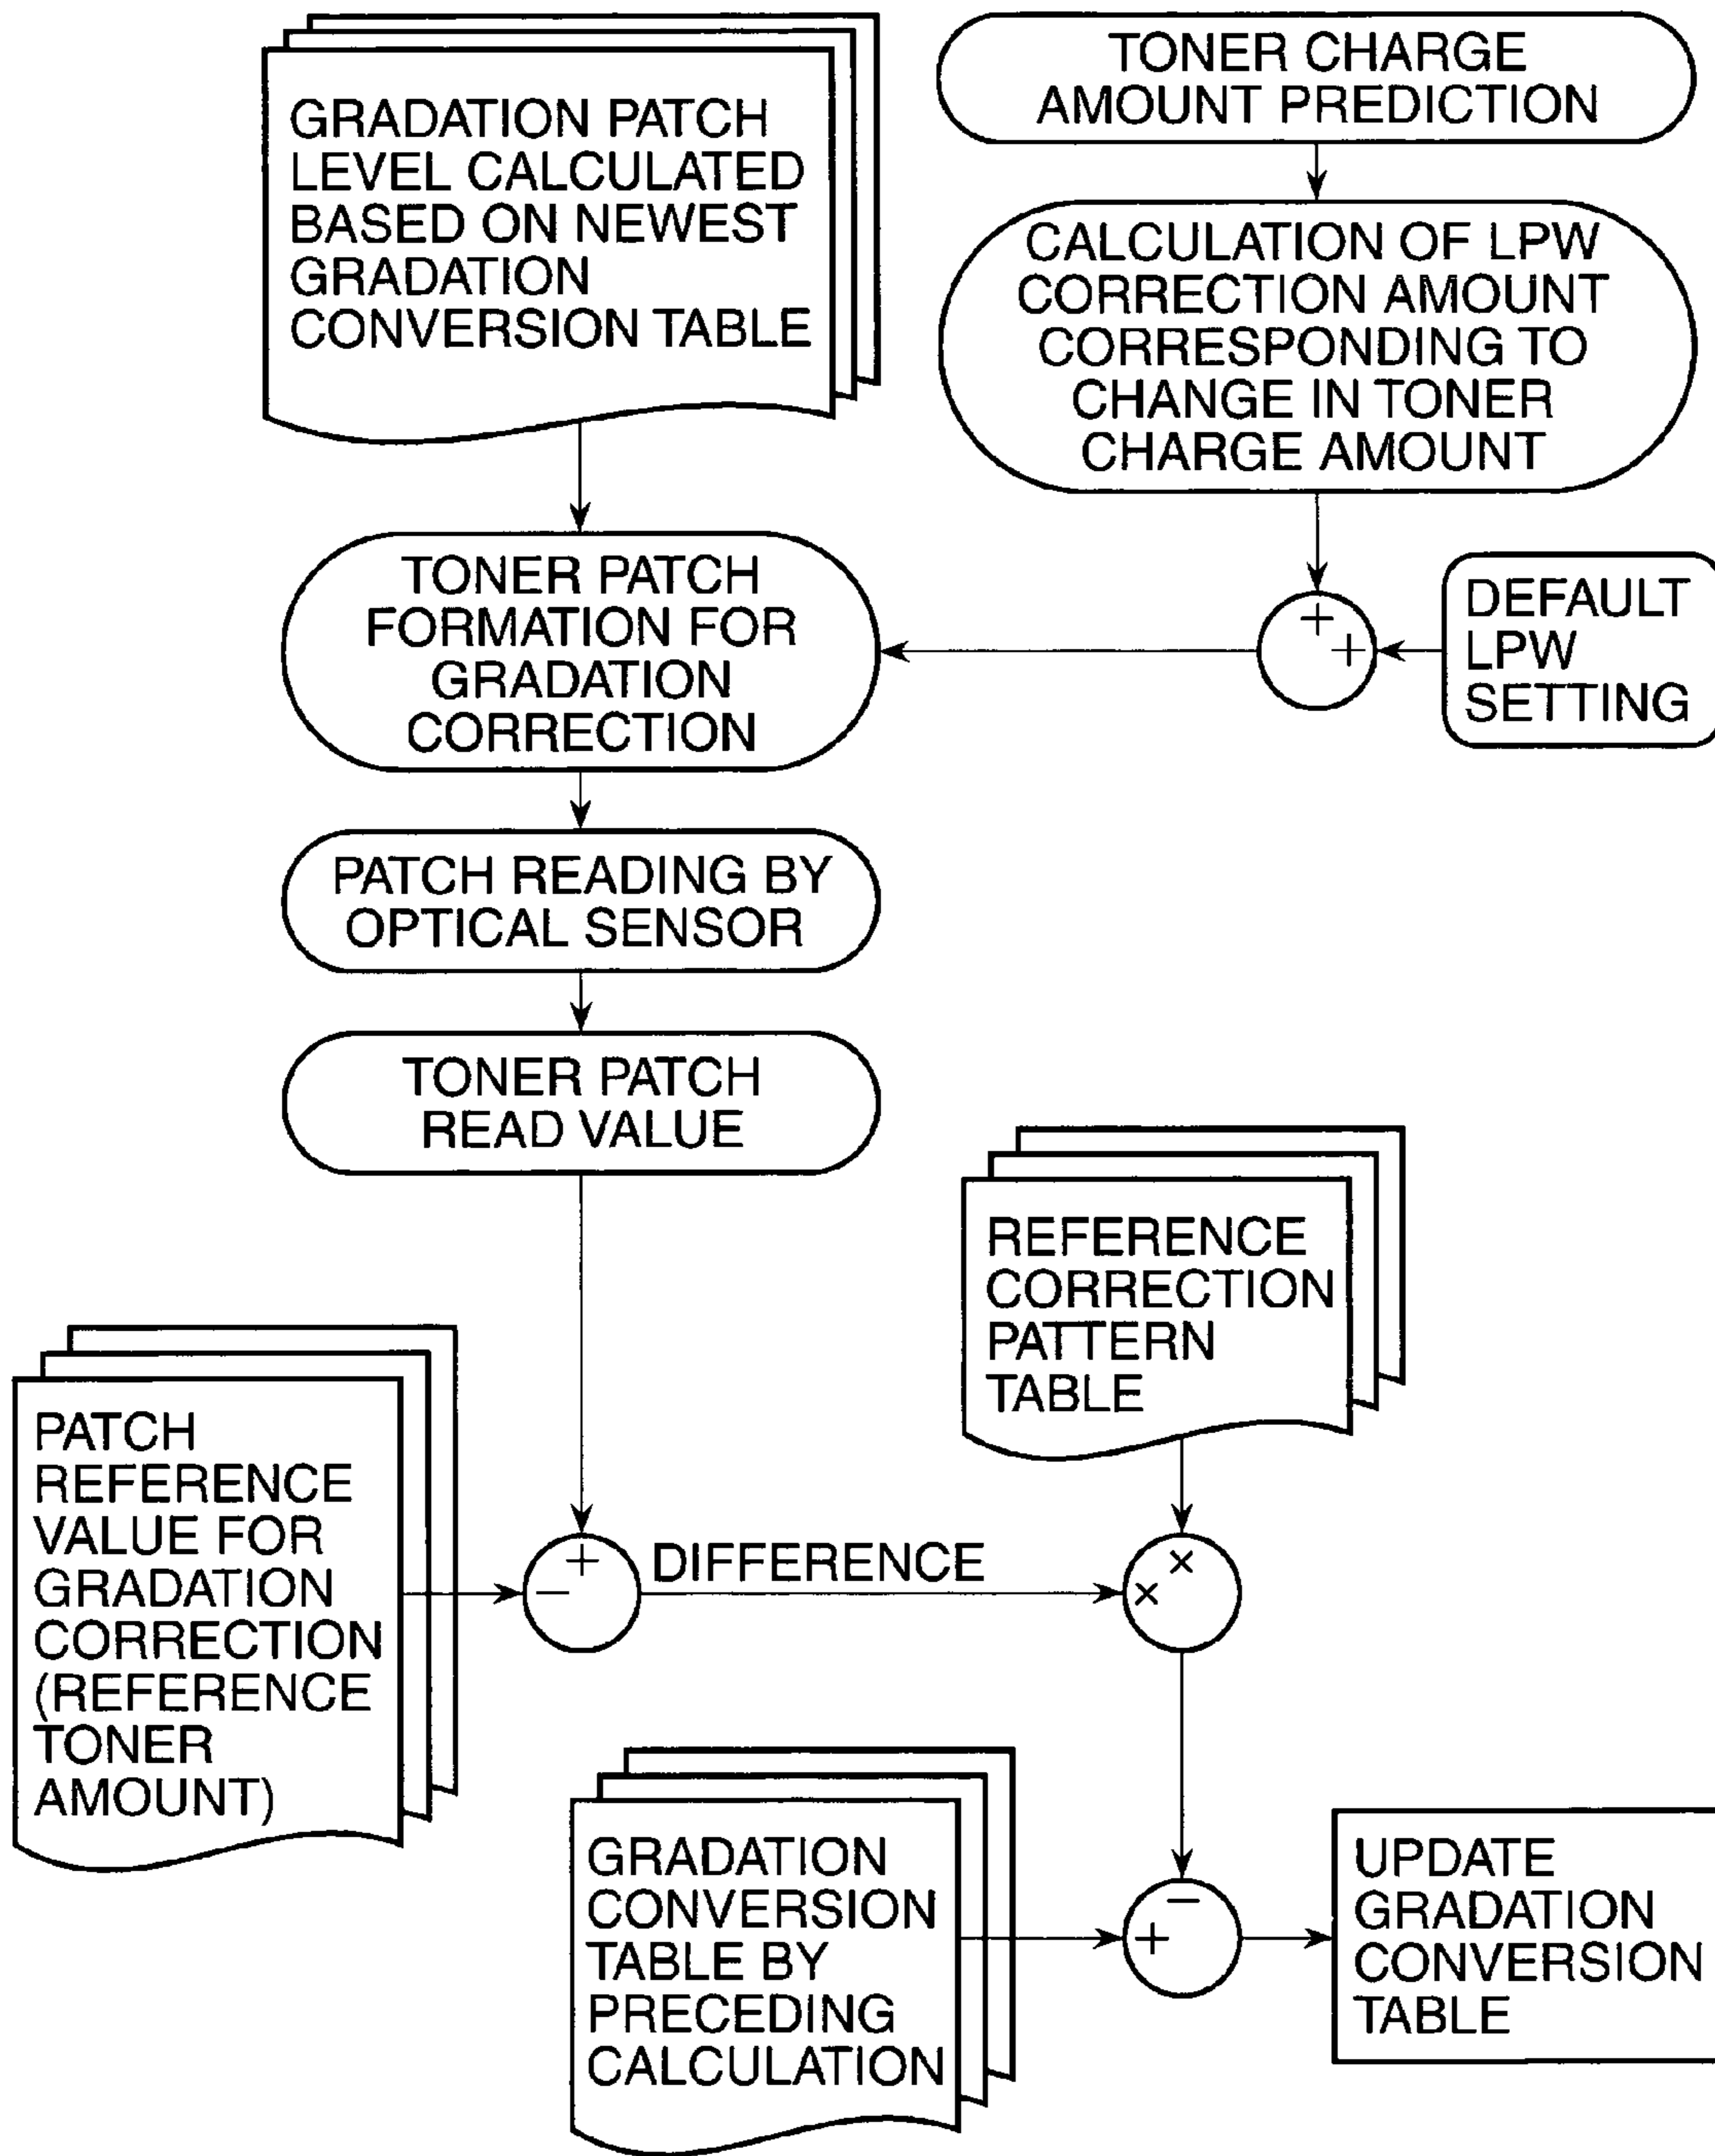 GRADATION PATCH
LEVEL CALCULATED
BASED ON NEWEST
GRADATION
CONVERSION TABLE
TONER CHARGE
AMOUNT PREDICTION
CALCULATION OF LPW
CORRECTION AMOUNT
CORRESPONDING TO
CHANGE IN TONER
CHARGE AMOUNT
TONER PATCH
FORMATION FOR
GRADATION
CORRECTION
+
+
DEFAULT
LPW
SETTING
PATCH READING BY
OPTICAL SENSOR
TONER PATCH
READ VALUE
REFERENCE
CORRECTION
PATTERN
TABLE
PATCH
REFERENCE
VALUE FOR
GRADATION
CORRECTION
(REFERENCE
TONER
AMOUNT)
+
−
DIFFERENCE
×
×
GRADATION
CONVERSION
TABLE BY
PRECEDING
CALCULATION
−
+
UPDATE
GRADATION
CONVERSION
TABLE